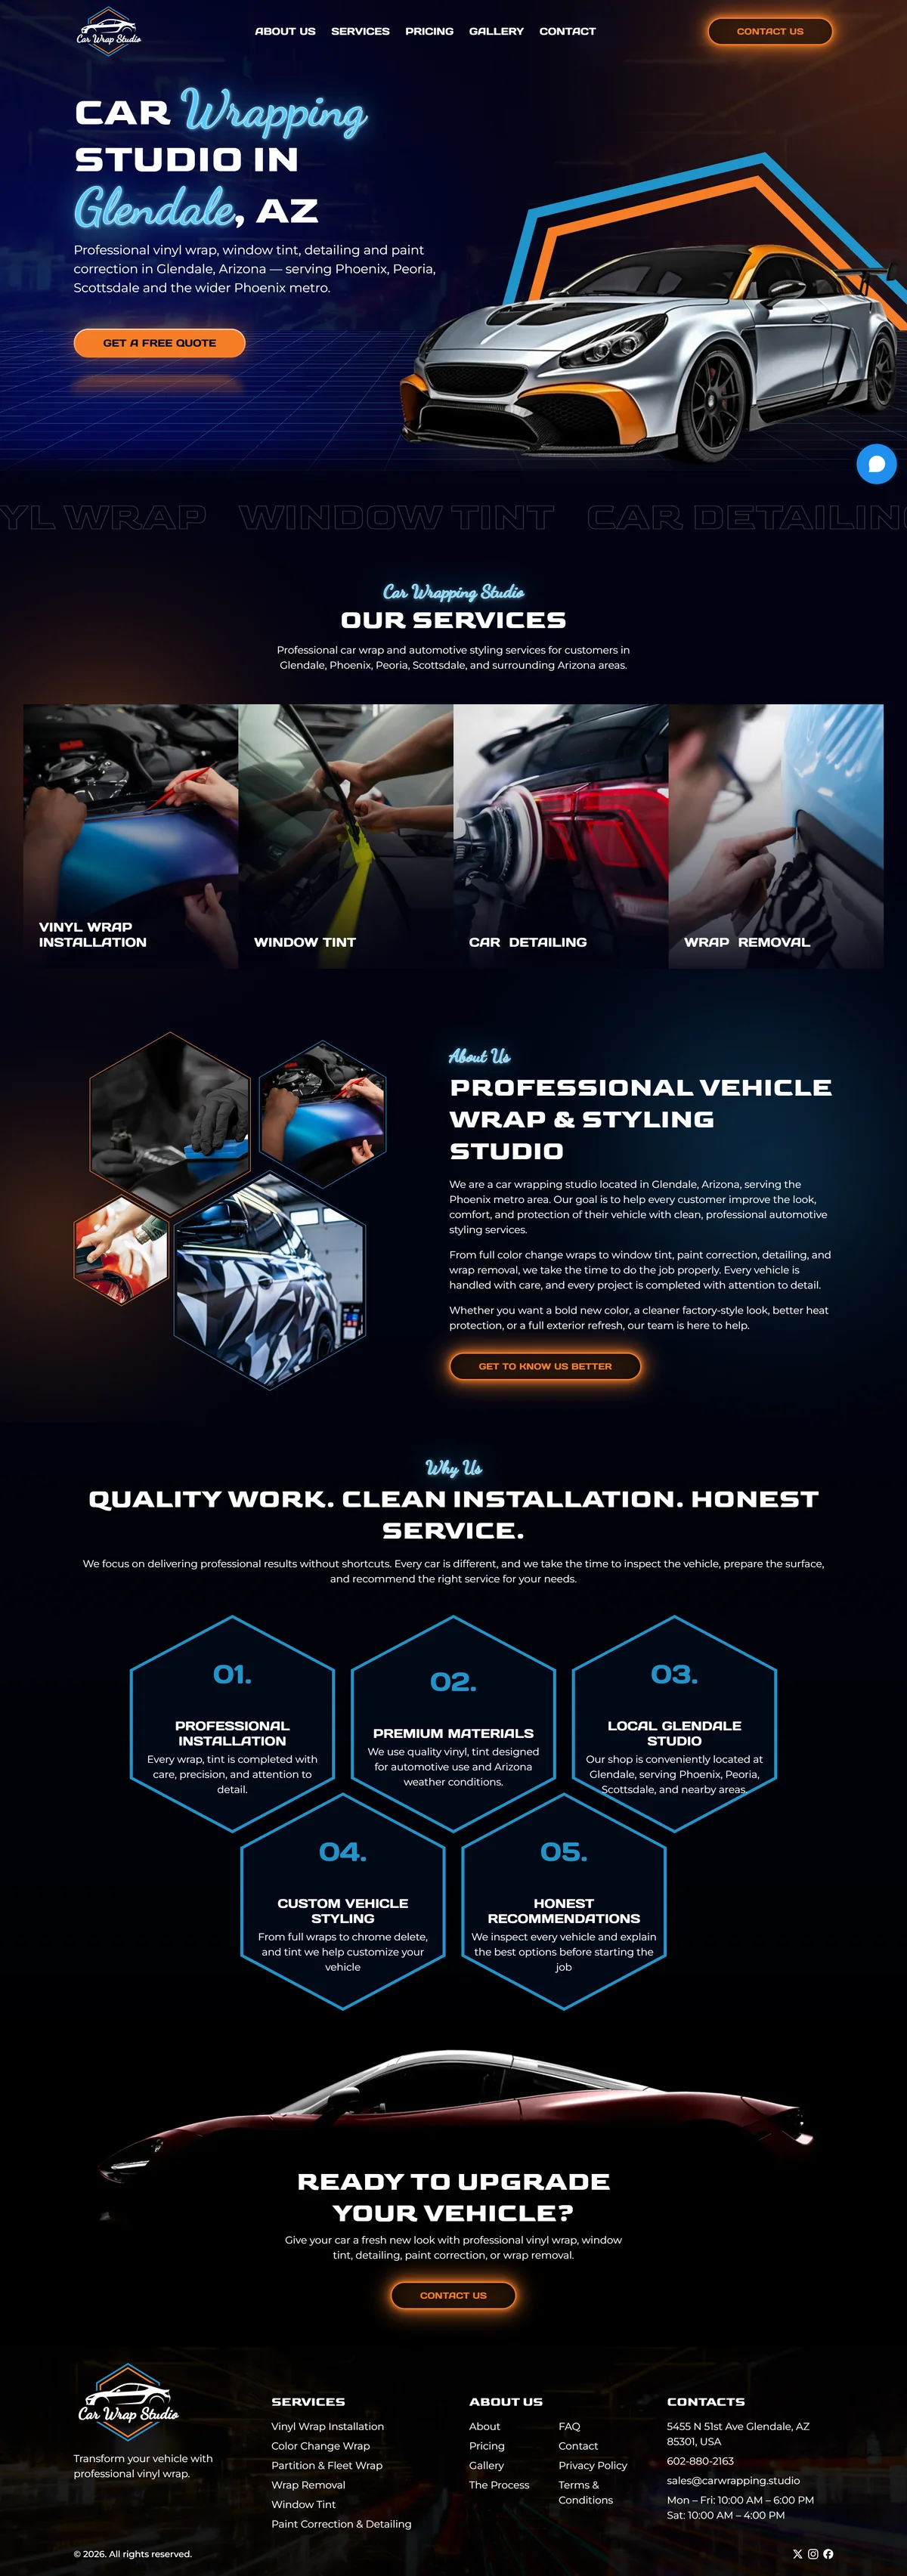 Car Wrap Studio
ABOUT US
SERVICES
PRICING
GALLERY
CONTACT
CONTACT US
CAR Wrapping
STUDIO IN
Glendale, AZ
Professional vinyl wrap, window tint, detailing and paint
correction in Glendale, Arizona — serving Phoenix, Peoria,
Scottsdale and the wider Phoenix metro.
GET A FREE QUOTE
YL WRAP WINDOW TINT CAR DETAILING
Car Wrapping Studio
OUR SERVICES
Professional car wrap and automotive styling services for customers in
Glendale, Phoenix, Peoria, Scottsdale, and surrounding Arizona areas.
VINYL WRAP
INSTALLATION
WINDOW TINT
CAR DETAILING
WRAP REMOVAL
About Us
PROFESSIONAL VEHICLE
WRAP & STYLING
STUDIO
We are a car wrapping studio located in Glendale, Arizona, serving the
Phoenix metro area. Our goal is to help every customer improve the look,
comfort, and protection of their vehicle with clean, professional automotive
styling services.
From full color change wraps to window tint, paint correction, detailing, and
wrap removal, we take the time to do the job properly. Every vehicle is
handled with care, and every project is completed with attention to detail.
Whether you want a bold new color, a cleaner factory-style look, better heat
protection, or a full exterior refresh, our team is here to help.
GET TO KNOW US BETTER
Why Us
QUALITY WORK. CLEAN INSTALLATION. HONEST
SERVICE.
We focus on delivering professional results without shortcuts. Every car is different, and we take the time to inspect the vehicle, prepare the surface,
and recommend the right service for your needs.
01.
PROFESSIONAL
INSTALLATION
Every wrap, tint is completed with
care, precision, and attention to
detail.
02.
PREMIUM MATERIALS
We use quality vinyl, tint designed
for automotive use and Arizona
weather conditions.
03.
LOCAL GLENDALE
STUDIO
Our shop is conveniently located at
Glendale, serving Phoenix, Peoria,
Scottsdale, and nearby areas.
04.
CUSTOM VEHICLE
STYLING
From full wraps to chrome delete,
and tint we help customize your
vehicle
05.
HONEST
RECOMMENDATIONS
We inspect every vehicle and explain
the best options before starting the
job
READY TO UPGRADE
YOUR VEHICLE?
Give your car a fresh new look with professional vinyl wrap, window
tint, detailing, paint correction, or wrap removal.
CONTACT US
Car Wrap Studio
Transform your vehicle with
professional vinyl wrap.
SERVICES
Vinyl Wrap Installation
Color Change Wrap
Partition & Fleet Wrap
Wrap Removal
Window Tint
Paint Correction & Detailing
ABOUT US
About
Pricing
Gallery
The Process
FAQ
Contact
Privacy Policy
Terms &
Conditions
CONTACTS
5455 N 51st Ave Glendale, AZ
85301, USA
602-880-2163
sales@carwrapping.studio
Mon – Fri: 10:00 AM – 6:00 PM
Sat: 10:00 AM – 4:00 PM
© 2026. All rights reserved.